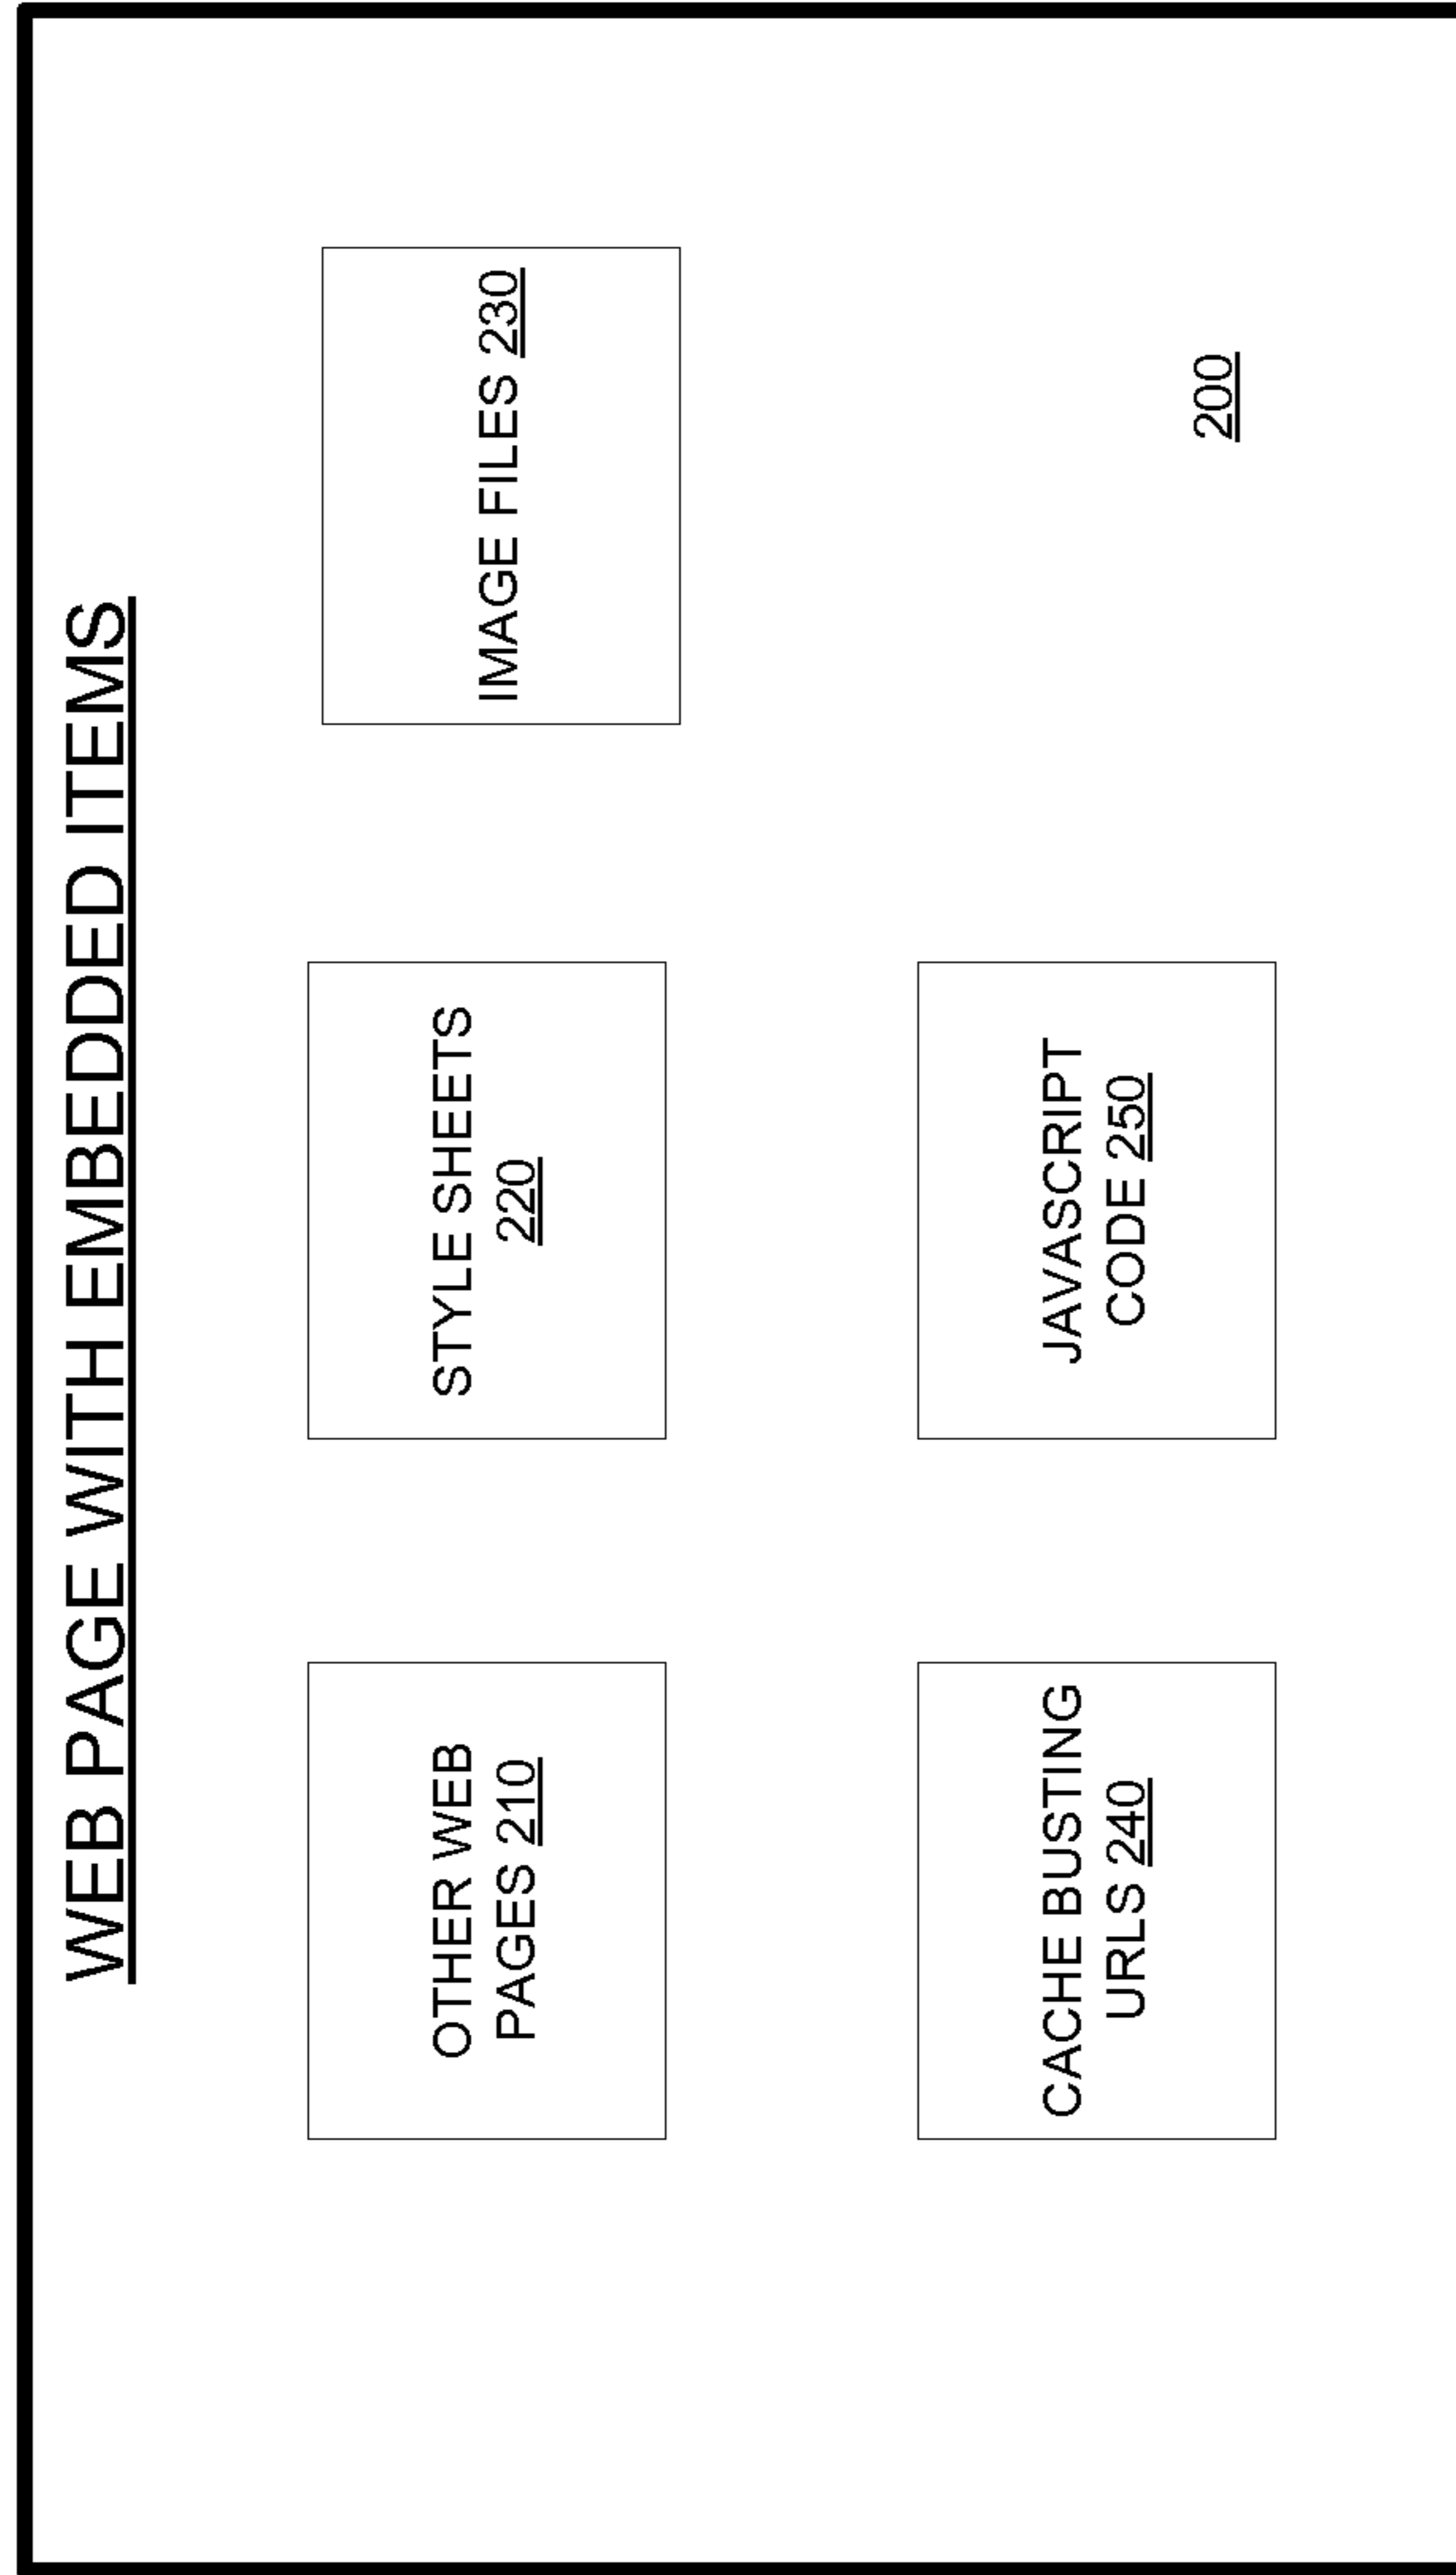 WEB PAGE WITH EMBEDDED ITEMS
OTHER WEB
PAGES 210
STYLE SHEETS
220
IMAGE FILES 230
CACHE BUSTING
URLS 240
JAVASCRIPT
CODE 250
200